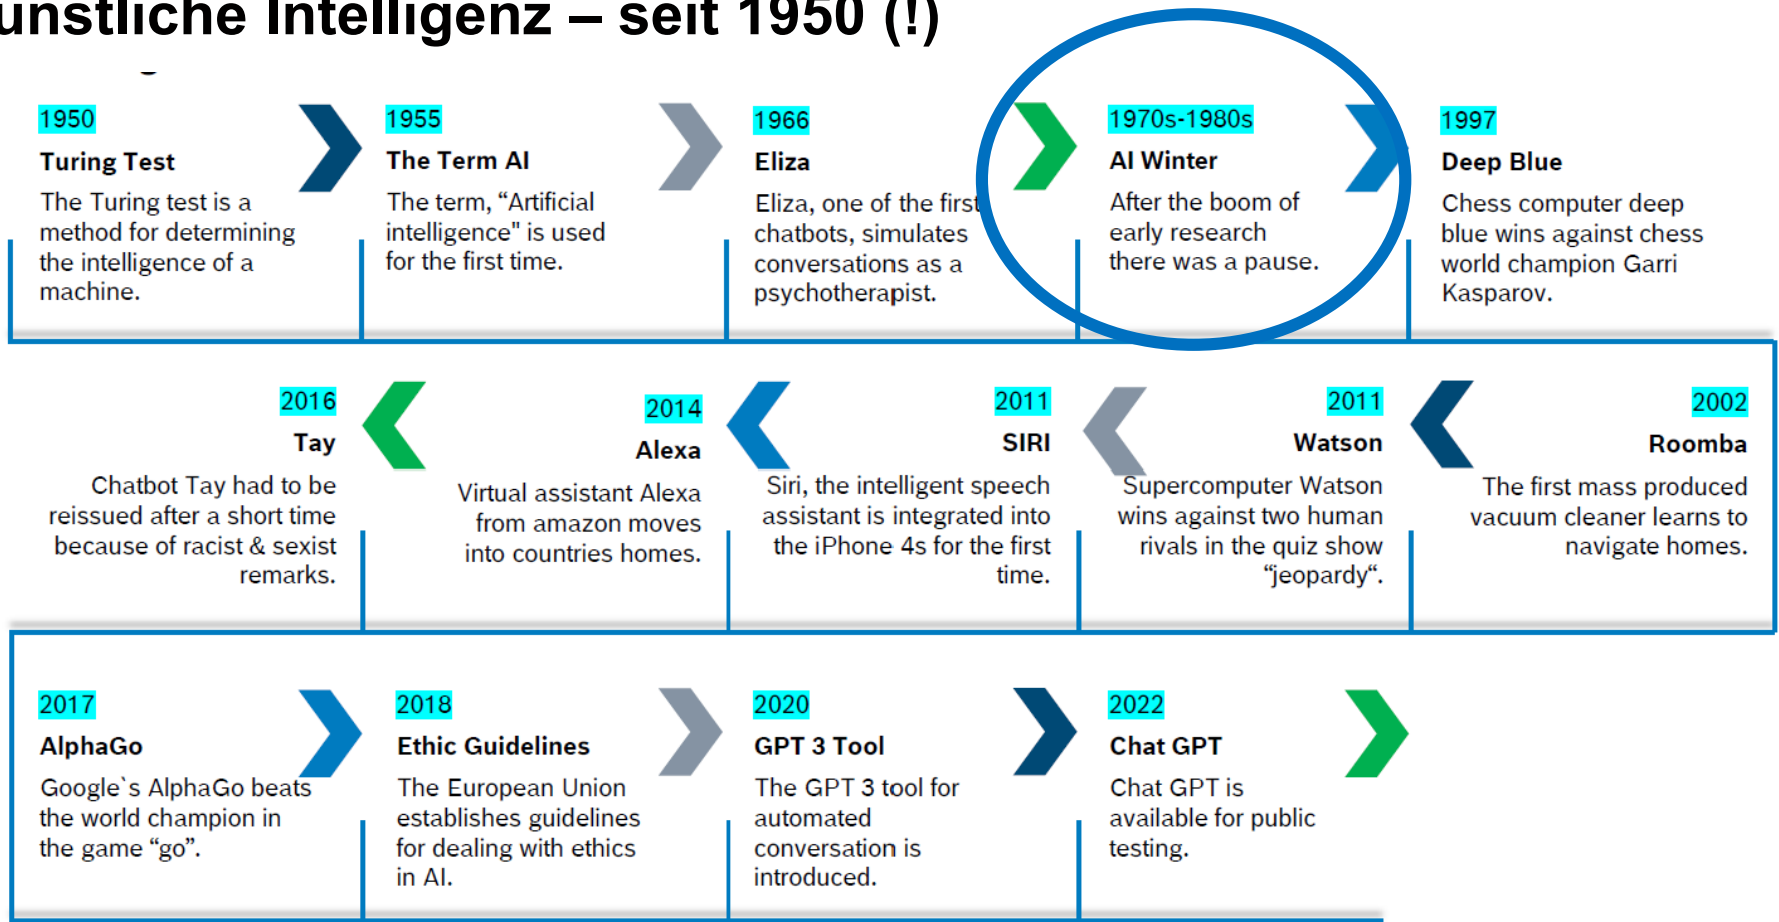 ünstliche Intelligenz – seit 1950 (!)
1950
Turing Test
The Turing test is a
method for determining
the intelligence of a
machine.
1955
The Term AI
The term, “Artificial
intelligence" is used
for the first time.
1966
Eliza
Eliza, one of the first
chatbots, simulates
conversations as a
psychotherapist.
1970s-1980s
AI Winter
After the boom of
early research
there was a pause.
1997
Deep Blue
Chess computer deep
blue wins against chess
world champion Garri
Kasparov.
2016
Tay
Chatbot Tay had to be
reissued after a short time
because of racist & sexist
remarks.
2014
Alexa
Virtual assistant Alexa
from amazon moves
into countries homes.
2011
SIRI
Siri, the intelligent speech
assistant is integrated into
the iPhone 4s for the first
time.
2011
Watson
Supercomputer Watson
wins against two human
rivals in the quiz show
“jeopardy“.
2002
Roomba
The first mass produced
vacuum cleaner learns to
navigate homes.
2017
AlphaGo
Google`s AlphaGo beats
the world champion in
the game “go”.
2018
Ethic Guidelines
The European Union
establishes guidelines
for dealing with ethics
in AI.
2020
GPT 3 Tool
The GPT 3 tool for
automated
conversation is
introduced.
2022
Chat GPT
Chat GPT is
available for public
testing.